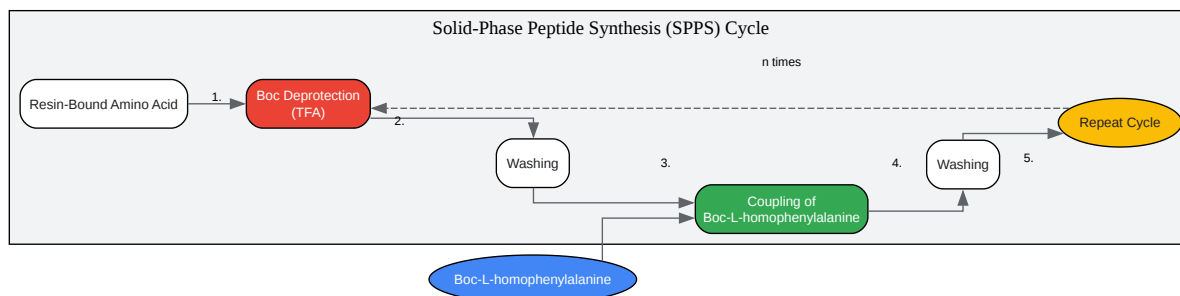 Solid-Phase Peptide Synthesis (SPPS) Cycle
n times
Resin-Bound Amino Acid
1.
Boc Deprotection
(TFA)
2.
Washing
3.
Coupling of
Boc-L-homophenylalanine
4.
Washing
5.
Repeat Cycle
Boc-L-homophenylalanine